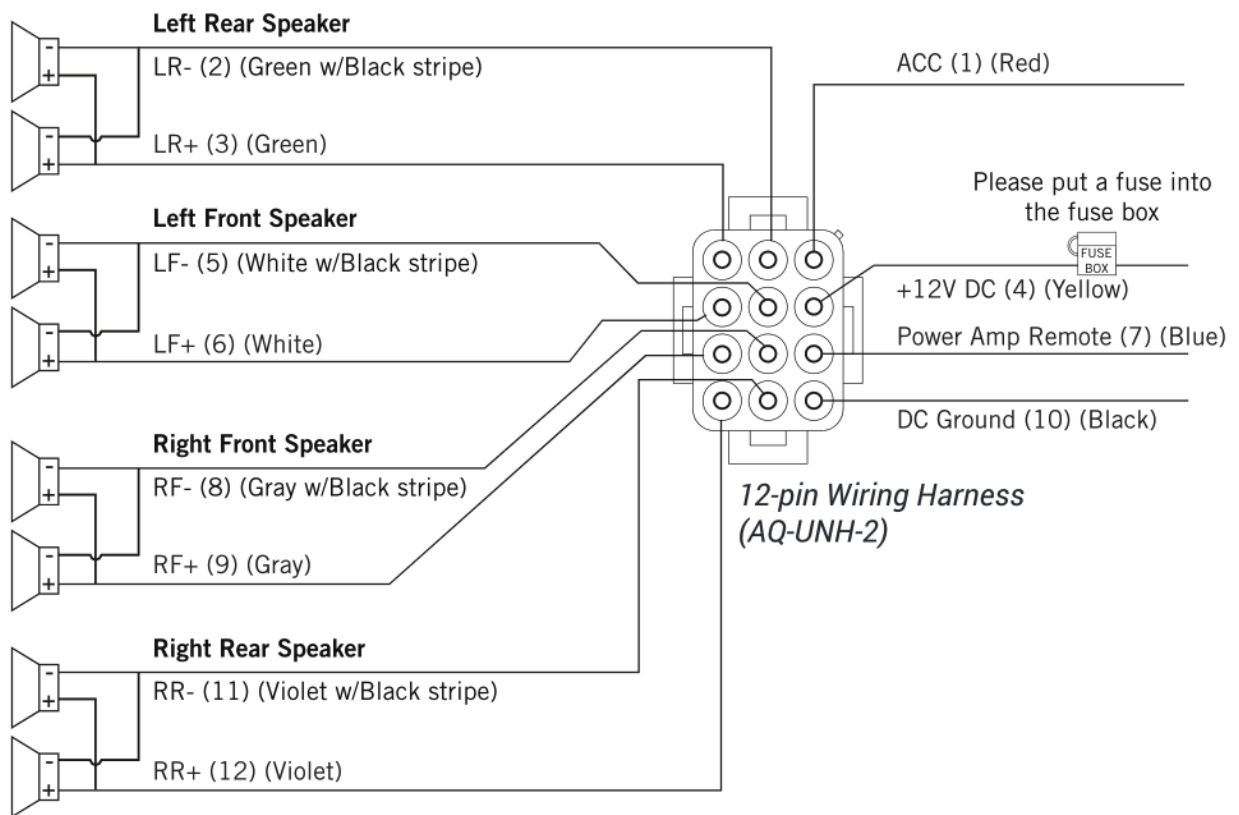 Left Rear Speaker
LR- (2) (Green w/Black stripe)
LR+ (3) (Green)
Left Front Speaker
LF- (5) (White w/Black stripe)
LF+ (6) (White)
Right Front Speaker
RF- (8) (Gray w/Black stripe)
RF+ (9) (Gray)
Right Rear Speaker
RR- (11) (Violet w/Black stripe)
RR+ (12) (Violet)
ACC (1) (Red)
Please put a fuse into
the fuse box
FUSE
BOX
+12V DC (4) (Yellow)
Power Amp Remote (7) (Blue)
DC Ground (10) (Black)
12-pin Wiring Harness
(AQ-UNH-2)
-
+
-
+
-
+
-
+
-
+
-
+
-
+
-
+